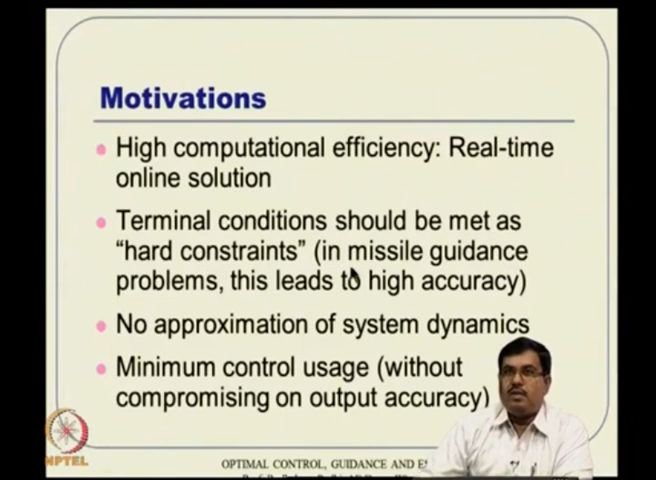 Motivations
High computational efficiency: Real-time
online solution
Terminal conditions should be met as
“hard constraints” (in missile guidance
problems, this leads to high accuracy)
No approximation of system dynamics
Minimum control usage (without
compromising on output accuracy)
NPTEL
OPTIMAL CONTROL, GUIDANCE AND